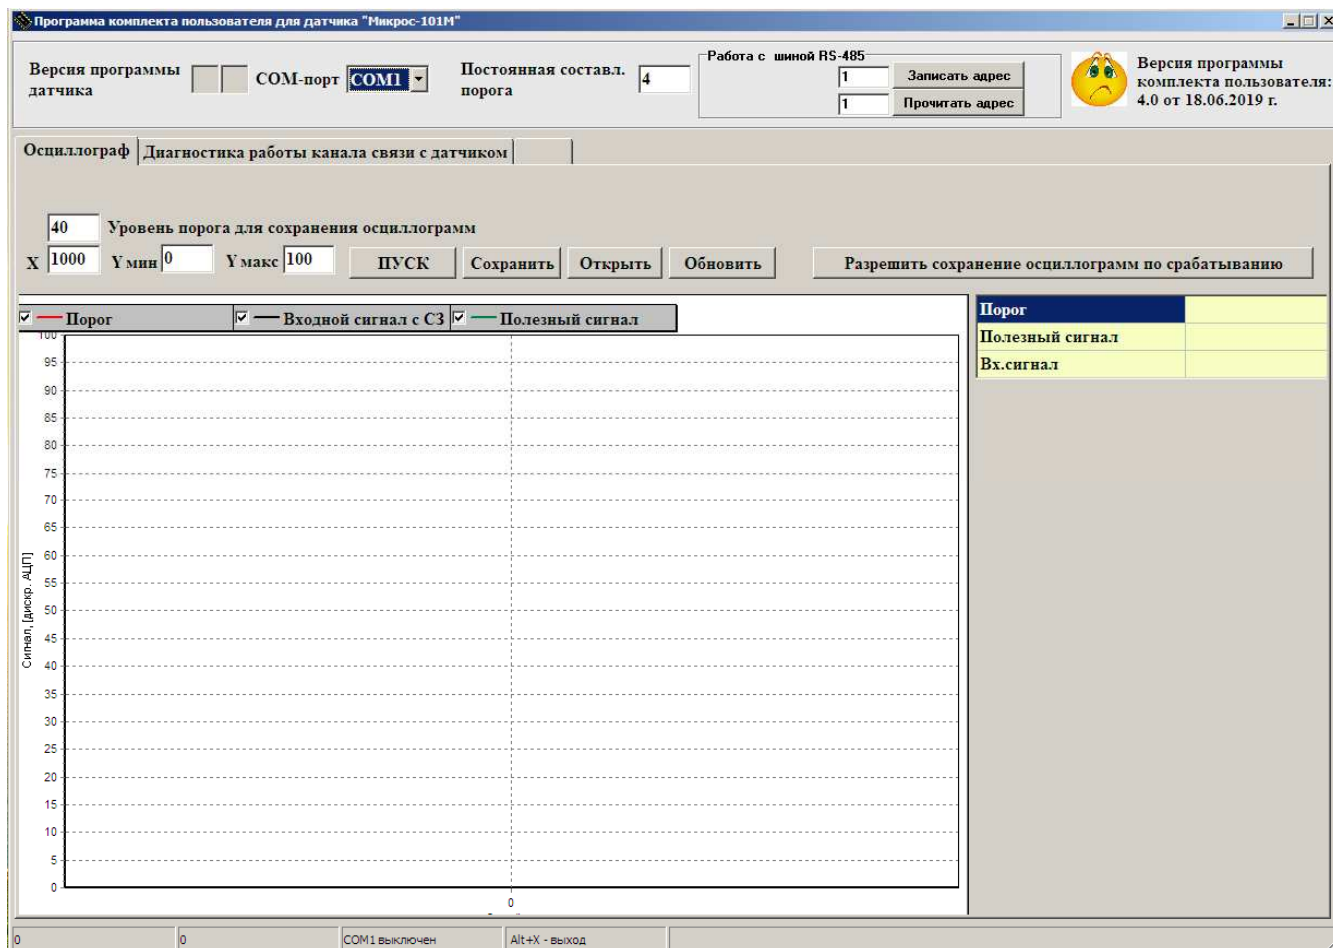 Программа комплекта пользователя для датчика "Микрос-101М"
Версия программы
датчика
COM-порт
COM1
Постоянная составл.
порога
4
Работа с шиной RS-485
1
Записать адрес
1
Прочитать адрес
Версия программы
комплекта пользователя:
4.0 от 18.06.2019 г.
Осциллограф
Диагностика работы канала связи с датчиком
40
Уровень порога для сохранения осциллограмм
X
1000
Y мин
0
Y макс
100
ПУСК
Сохранить
Открыть
Обновить
Разрешить сохранение осциллограмм по срабатыванию
Порог
Входной сигнал с СЗ
Полезный сигнал
Порог
Полезный сигнал
Вх.сигнал
Сигнал, [дискр. АЦП]
100
95
90
85
80
75
70
65
60
55
50
45
40
35
30
25
20
15
10
5
0
0
0
0
COM1 выключен
Alt+X - выход